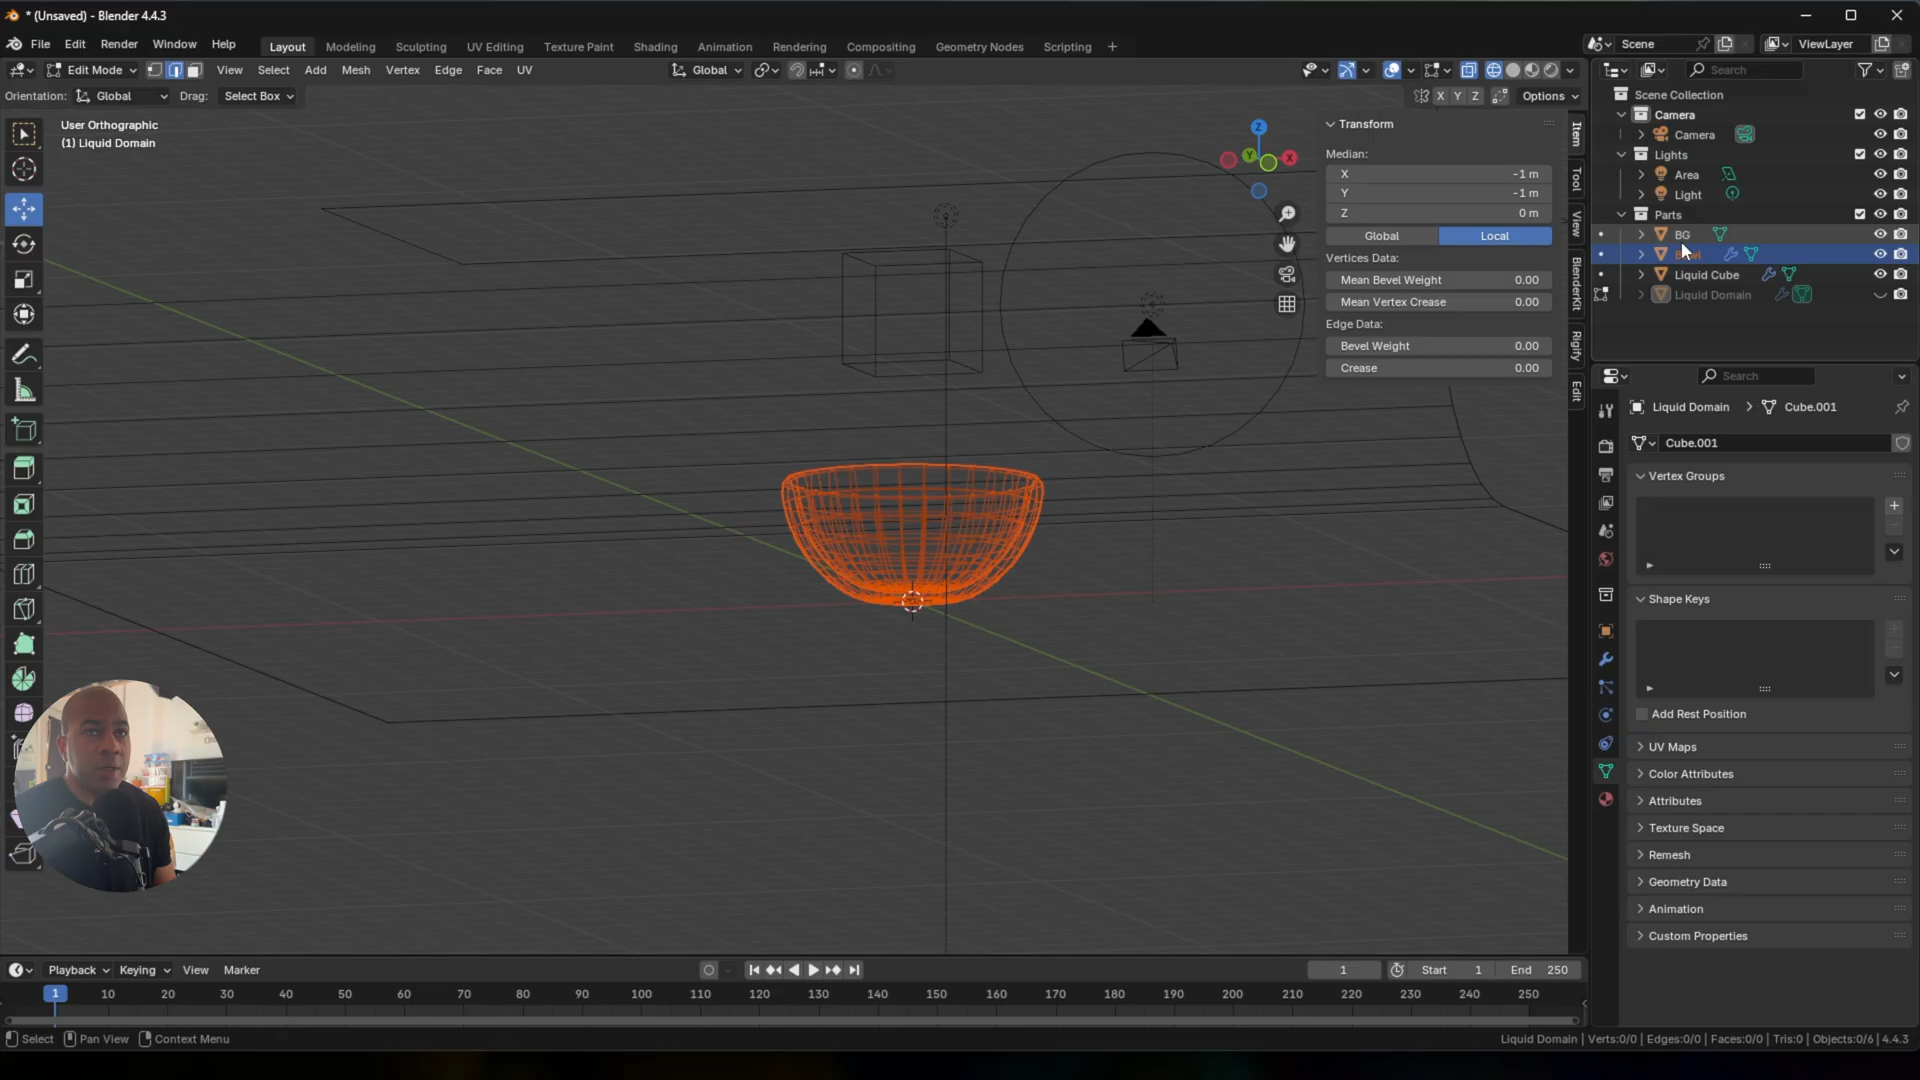 * (Unsaved) - Blender 4.4.3
File Edit Render Window Help Layout Modeling Sculpting UV Editing Texture Paint Shading Animation Rendering Compositing Geometry Nodes Scripting + Scene ViewLayer
Edit Mode View Select Add Mesh Vertex Edge Face UV Global Search
Orientation: Global Drag: Select Box X Y Z Options
User Orthographic
(1) Liquid Domain
Z
Y
X
Transform
Median:
X -1 m
Y -1 m
Z 0 m
Global Local
Vertices Data:
Mean Bevel Weight 0.00
Mean Vertex Crease 0.00
Edge Data:
Bevel Weight 0.00
Crease 0.00
Item
Tool
View
BlenderKit
Rigify
Edit
Scene Collection
Camera
Camera
Lights
Area
Light
Parts
BG
Liquid Cube
Liquid Domain
Search
Liquid Domain > Cube.001
Cube.001
Vertex Groups
Shape Keys
Add Rest Position
UV Maps
Color Attributes
Attributes
Texture Space
Remesh
Geometry Data
Animation
Custom Properties
Playback Keying View Marker 1 Start 1 End 250
1 10 20 30 40 50 60 70 80 90 100 110 120 130 140 150 160 170 180 190 200 210 220 230 240 250
Select Pan View Context Menu Liquid Domain | Verts:0/0 | Edges:0/0 | Faces:0/0 | Tris:0 | Objects:0/6 | 4.4.3